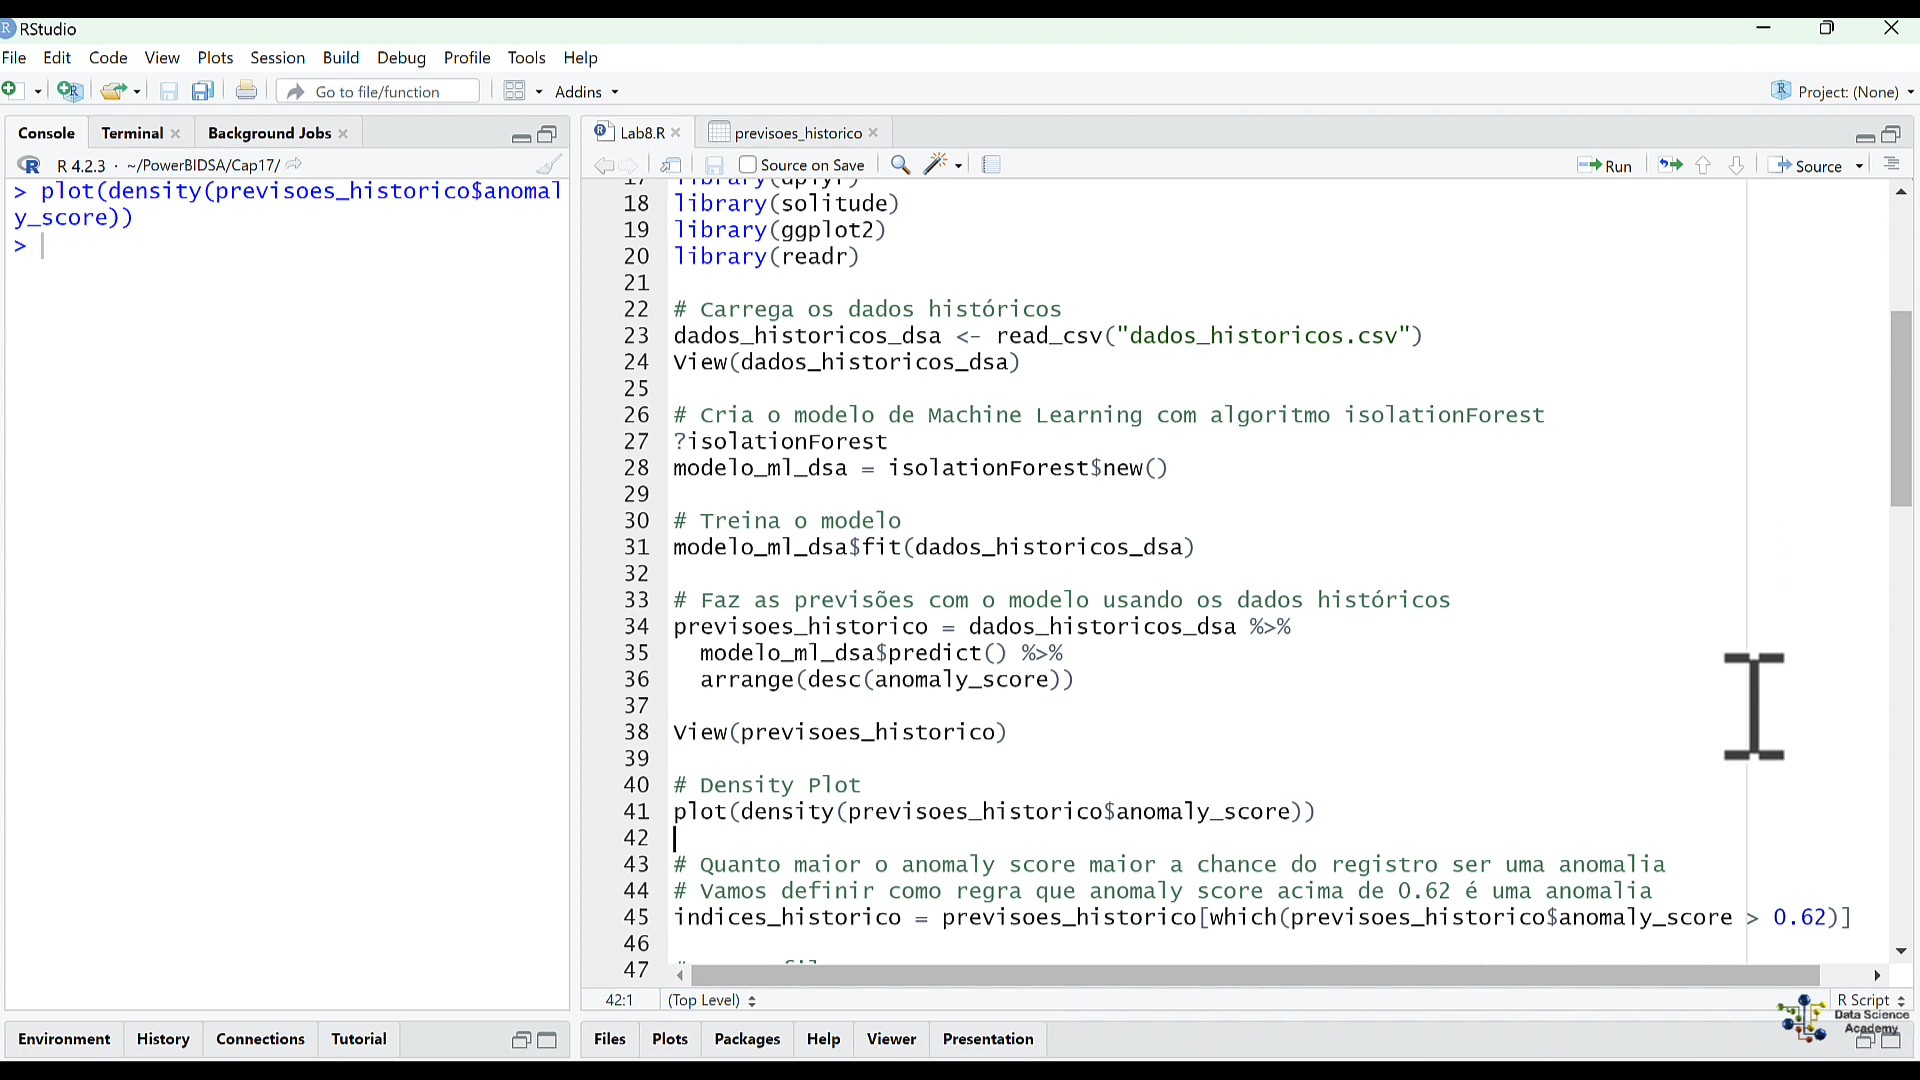 RStudio
File Edit Code View Plots Session Build Debug Profile Tools Help
Go to file/function Addins Project: (None)
Console Terminal Background Jobs
R 4.2.3 · ~/PowerBIDSA/Cap17/
> plot(density(previsoes_historico$anomal
y_score))
>
Lab8.R previsoes_historico
Source on Save Run Source
17 library(dplyr)
18 library(solitude)
19 library(ggplot2)
20 library(readr)
21
22 # Carrega os dados históricos
23 dados_historicos_dsa <- read_csv("dados_historicos.csv")
24 View(dados_historicos_dsa)
25
26 # Cria o modelo de Machine Learning com algoritmo isolationForest
27 ?isolationForest
28 modelo_ml_dsa = isolationForest$new()
29
30 # Treina o modelo
31 modelo_ml_dsa$fit(dados_historicos_dsa)
32
33 # Faz as previsões com o modelo usando os dados históricos
34 previsoes_historico = dados_historicos_dsa %>%
35 modelo_ml_dsa$predict() %>%
36 arrange(desc(anomaly_score))
37
38 View(previsoes_historico)
39
40 # Density Plot
41 plot(density(previsoes_historico$anomaly_score))
42
43 # Quanto maior o anomaly score maior a chance do registro ser uma anomalia
44 # Vamos definir como regra que anomaly score acima de 0.62 é uma anomalia
45 indices_historico = previsoes_historico[which(previsoes_historico$anomaly_score > 0.62)]
46
47
42:1 (Top Level) R Script
Data Science
Academy
Environment History Connections Tutorial
Files Plots Packages Help Viewer Presentation